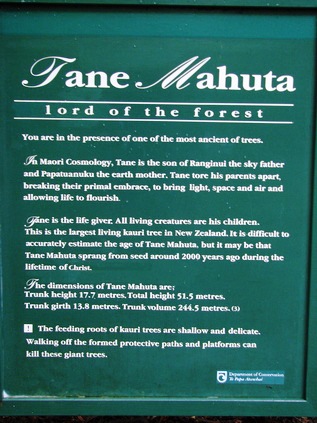 Tane Mahuta
lord of the forest
You are in the presence of one of the most ancient of trees.
In Maori Cosmology, Tane is the son of Ranginui the sky father
and Papatuanuku the earth mother. Tane tore his parents apart,
breaking their primal embrace, to bring light, space and air and
allowing life to flourish.
Tane is the life giver. All living creatures are his children.
This is the largest living kauri tree in New Zealand. It is difficult to
accurately estimate the age of Tane Mahuta, but it may be that
Tane Mahuta sprang from seed around 2000 years ago during the
lifetime of Christ.
The dimensions of Tane Mahuta are:
Trunk height 17.7 metres. Total height 51.5 metres.
Trunk girth 13.8 metres. Trunk volume 244.5 metres. (3)
! The feeding roots of kauri trees are shallow and delicate.
Walking off the formed protective paths and platforms can
kill these giant trees.
Department of Conservation
Te Papa Atawhai